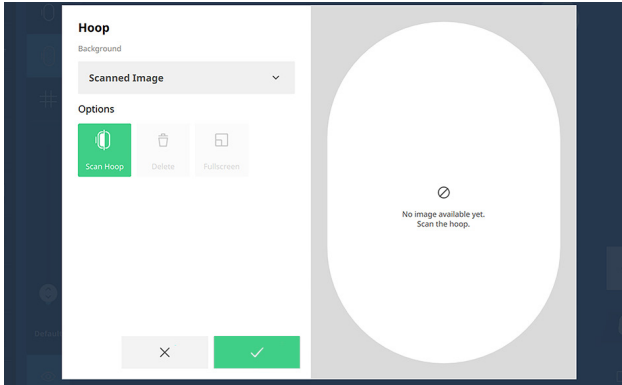 Hoop
Background
Scanned Image
Options
Scan Hoop
Delete
Fullscreen
No image available yet.
Scan the hoop.